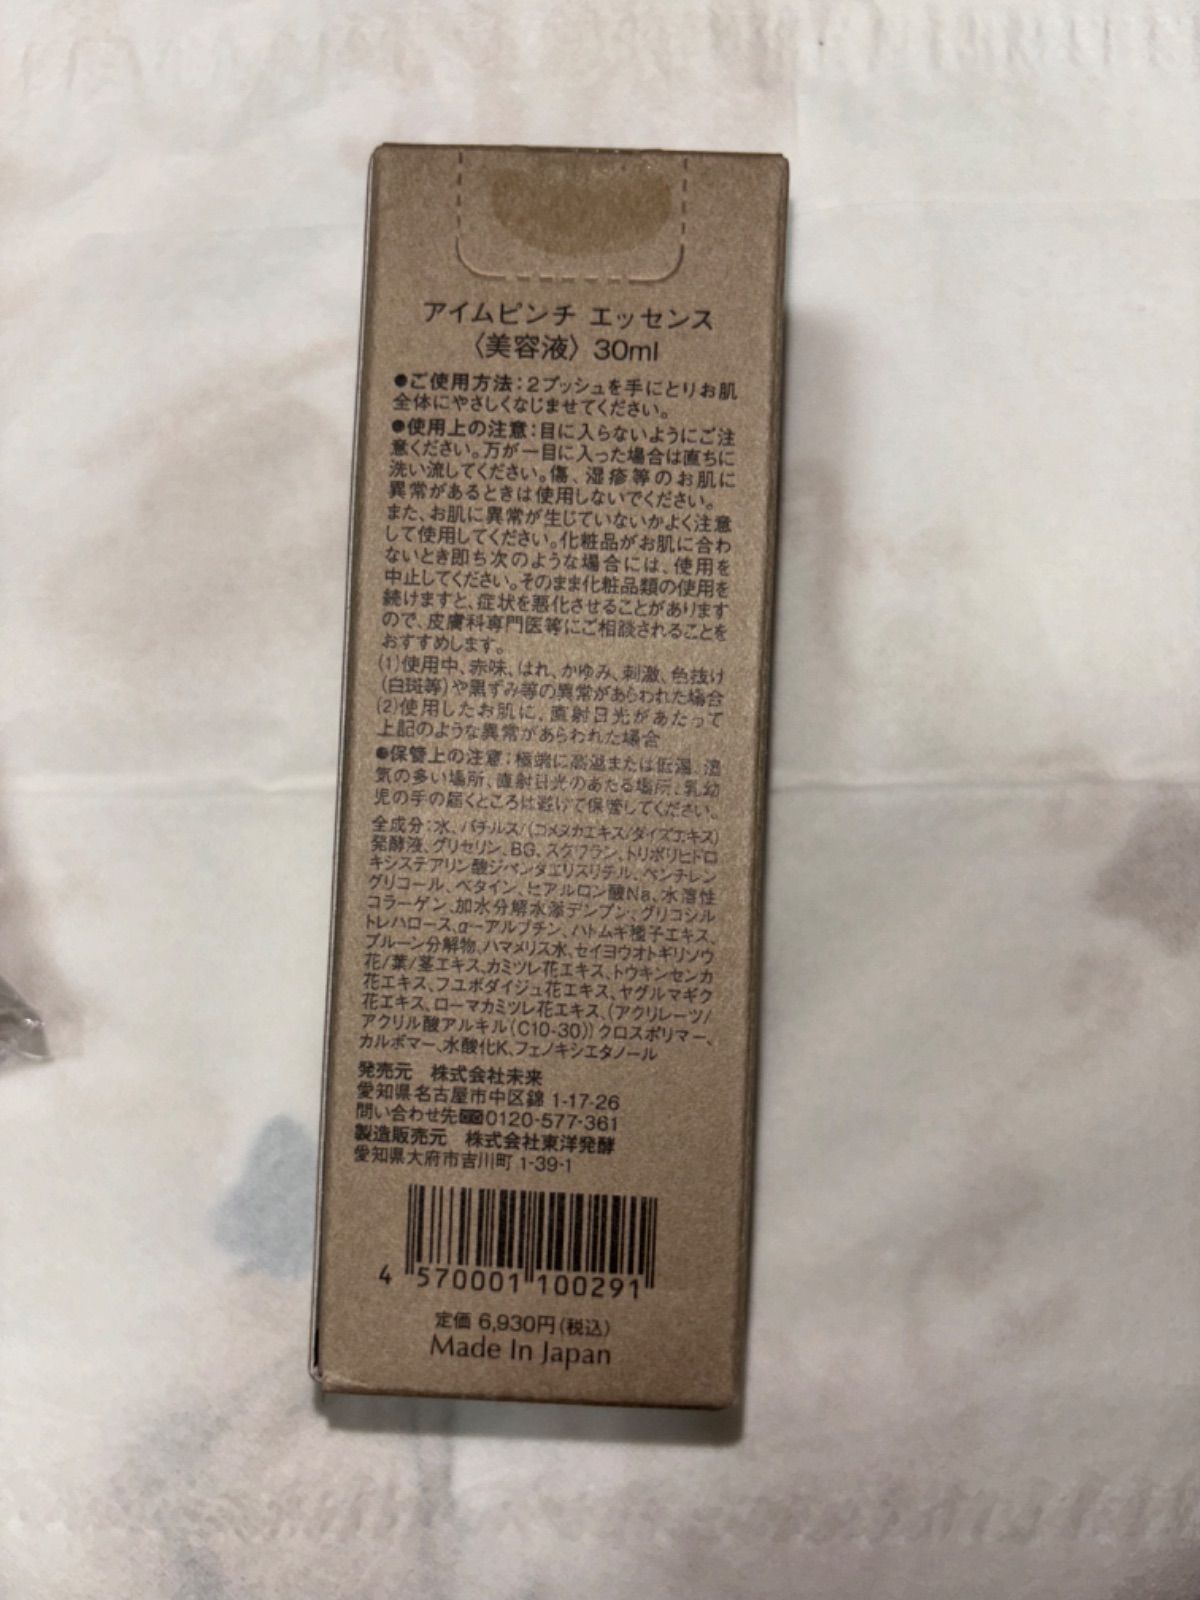 アイムピンチ エッセンス
〈美容液〉30ml
●ご使用方法：2プッシュを手にとりお肌
全体にやさしくなじませてください。
●使用上の注意：目に入らないようにご注
意ください。万が一目に入った場合は直ちに
洗い流してください。傷、湿疹等のお肌に
異常があるときは使用しないでください。
また、お肌に異常が生じていないかよく注意
して使用してください。化粧品がお肌に合わ
ないとき即ち次のような場合には、使用を
中止してください。そのまま化粧品類の使用を
続けますと、症状を悪化させることがあります
ので、皮膚科専門医等にご相談されることを
おすすめします。
(1)使用中、赤味、はれ、かゆみ、刺激、色抜け
(白斑等)や黒ずみ等の異常があらわれた場合
(2)使用したお肌に、直射日光があたって
上記のような異常があらわれた場合
●保管上の注意：極端に高温または低温、湿
気の多い場所、直射日光のあたる場所、乳幼
児の手の届くところは避けて保管してください。
全成分：水、バチルス/(コメヌカエキス/ダイズエキス)
発酵液、グリセリン、BG、スクワラン、トリポリヒドロ
キシステアリン酸ジペンタエリスリチル、ペンチレン
グリコール、ベタイン、ヒアルロン酸Na、水溶性
コラーゲン、加水分解水添デンプン、グリコシル
トレハロース、α-アルブチン、ハトムギ種子エキス、
プルーン分解物、ハマメリス水、セイヨウオトギリソウ
花/葉/茎エキス、カミツレ花エキス、トウキンセンカ
花エキス、フユボダイジュ花エキス、ヤグルマギク
花エキス、ローマカミツレ花エキス、(アクリレーツ/
アクリル酸アルキル(C10-30))クロスポリマー、
カルボマー、水酸化K、フェノキシエタノール
発売元 株式会社未来
愛知県名古屋市中区錦 1-17-26
問い合わせ先 0120-577-361
製造販売元 株式会社東洋発酵
愛知県大府市吉川町 1-39-1
4 570001 100291
定価 6,930円(税込)
Made In Japan